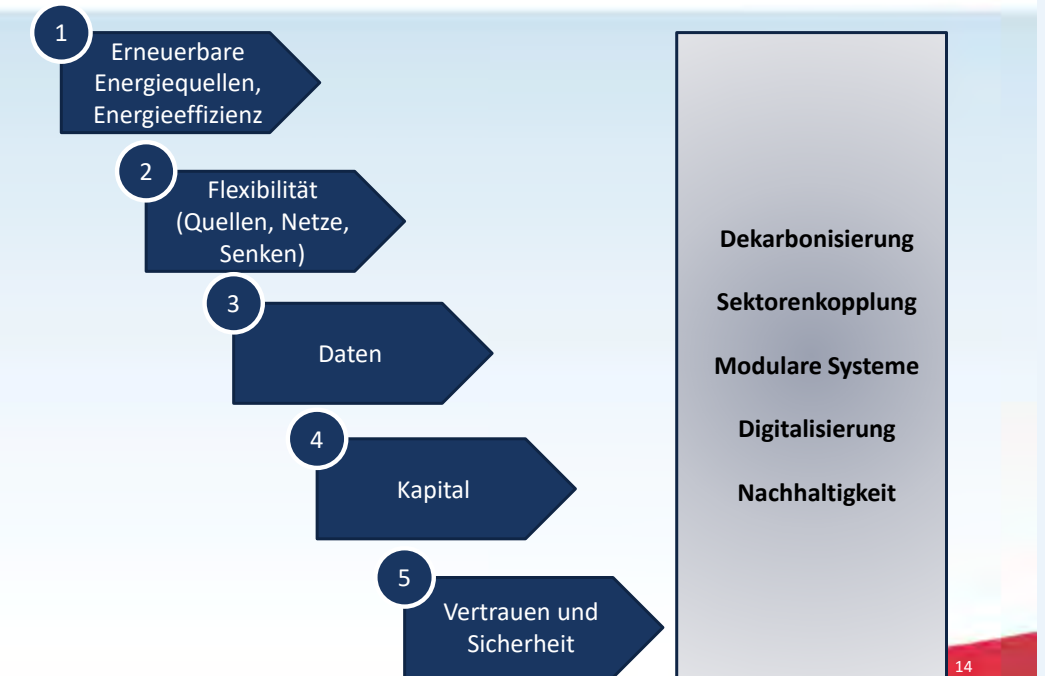 1
Erneuerbare
Energiequellen,
Energieeffizienz
2
Flexibilität
(Quellen, Netze,
Senken)
3
Daten
4
Kapital
5
Vertrauen und
Sicherheit
Dekarbonisierung
Sektorenkopplung
Modulare Systeme
Digitalisierung
Nachhaltigkeit
14